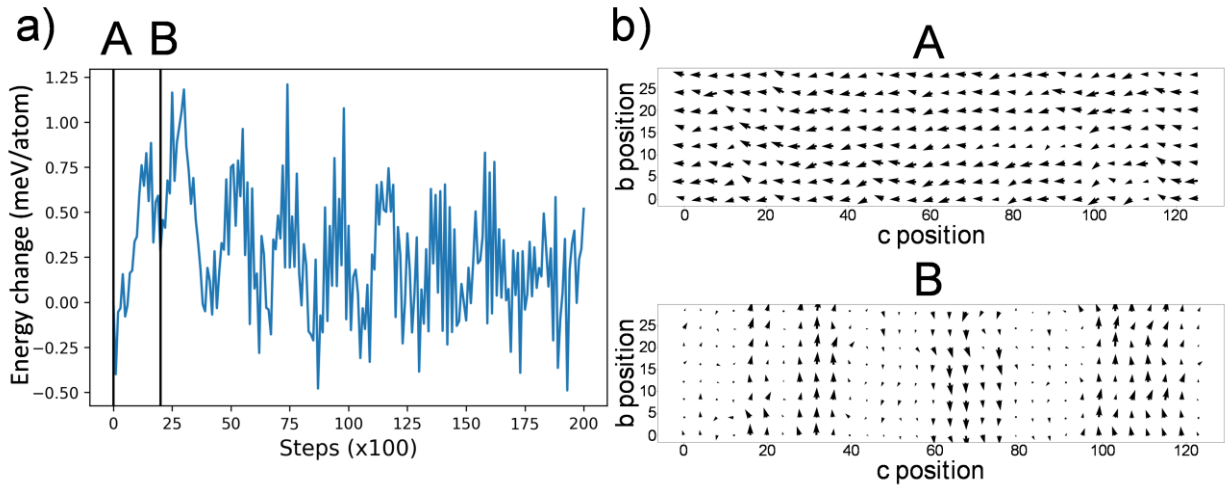 a)
A B
Energy change (meV/atom)
1.25
1.00
0.75
0.50
0.25
0.00
−0.25
−0.50
0 25 50 75 100 125 150 175 200
Steps (x100)
b)
A
b position
25
20
15
10
5
0
0 20 40 60 80 100 120
c position
B
b position
25
20
15
10
5
0
0 20 40 60 80 100 120
c position